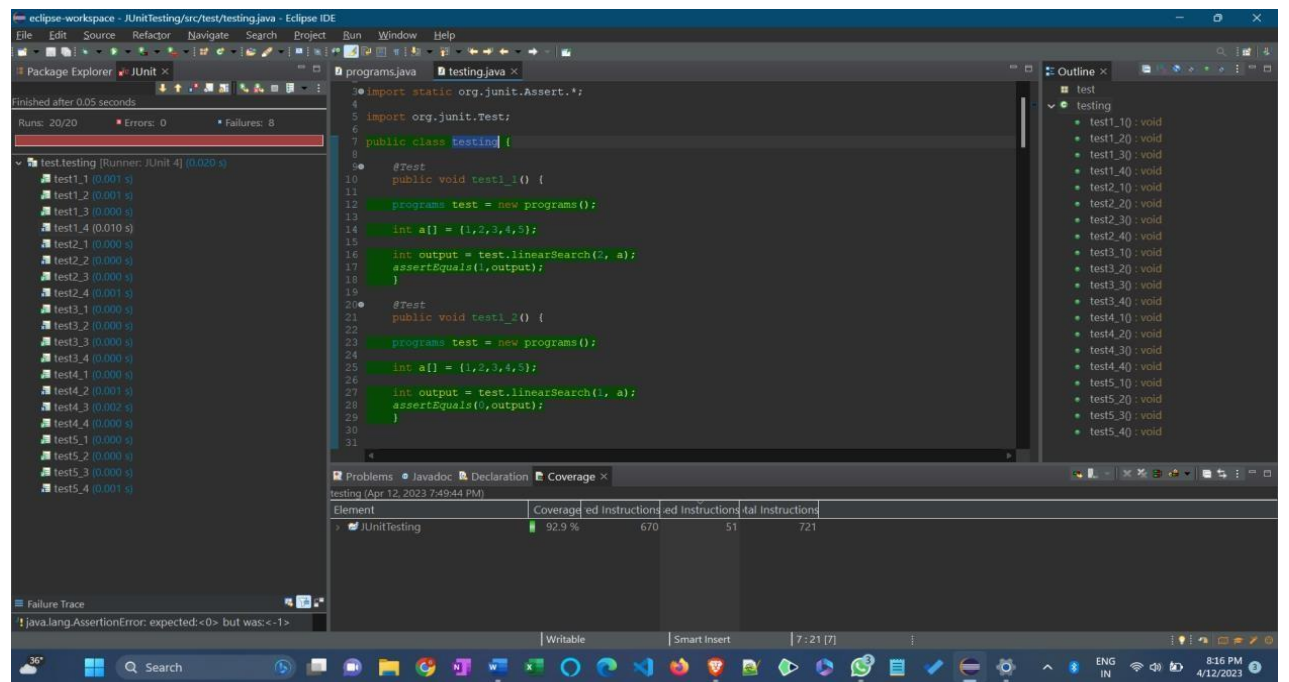 eclipse-workspace - JUnitTesting/src/test/testing.java - Eclipse IDE
File Edit Source Refactor Navigate Search Project Run Window Help
Package Explorer JUnit
Finished after 0.05 seconds
Runs: 20/20 Errors: 0 Failures: 8
test.testing [Runner: JUnit 4] (0.020 s)
test1_1 (0.001 s)
test1_2 (0.001 s)
test1_3 (0.000 s)
test1_4 (0.010 s)
test2_1 (0.000 s)
test2_2 (0.000 s)
test2_3 (0.000 s)
test2_4 (0.001 s)
test3_1 (0.000 s)
test3_2 (0.000 s)
test3_3 (0.000 s)
test3_4 (0.000 s)
test4_1 (0.000 s)
test4_2 (0.001 s)
test4_3 (0.002 s)
test4_4 (0.000 s)
test5_1 (0.000 s)
test5_2 (0.000 s)
test5_3 (0.000 s)
test5_4 (0.001 s)
Failure Trace
java.lang.AssertionError: expected:<0> but was:<-1>
programs.java testing.java
3 import static org.junit.Assert.*;
4
5 import org.junit.Test;
6
7 public class testing {
8
9 @Test
10 public void test1_1() {
11
12 programs test = new programs();
13
14 int a[] = {1,2,3,4,5};
15
16 int output = test.linearSearch(2, a);
17 assertEquals(1,output);
18 }
19
20 @Test
21 public void test1_2() {
22
23 programs test = new programs();
24
25 int a[] = {1,2,3,4,5};
26
27 int output = test.linearSearch(1, a);
28 assertEquals(0,output);
29 }
30
31
Outline
test
testing
test1_1() : void
test1_2() : void
test1_3() : void
test1_4() : void
test2_1() : void
test2_2() : void
test2_3() : void
test2_4() : void
test3_1() : void
test3_2() : void
test3_3() : void
test3_4() : void
test4_1() : void
test4_2() : void
test4_3() : void
test4_4() : void
test5_1() : void
test5_2() : void
test5_3() : void
test5_4() : void
Problems Javadoc Declaration Coverage
testing (Apr 12, 2023 7:49:44 PM)
Element Coverage ed Instructions ed Instructions tal Instructions
JUnitTesting 92.9 % 670 51 721
Writable Smart Insert 7 : 21 [7]
36°
Search
ENG
IN
8:16 PM
4/12/2023